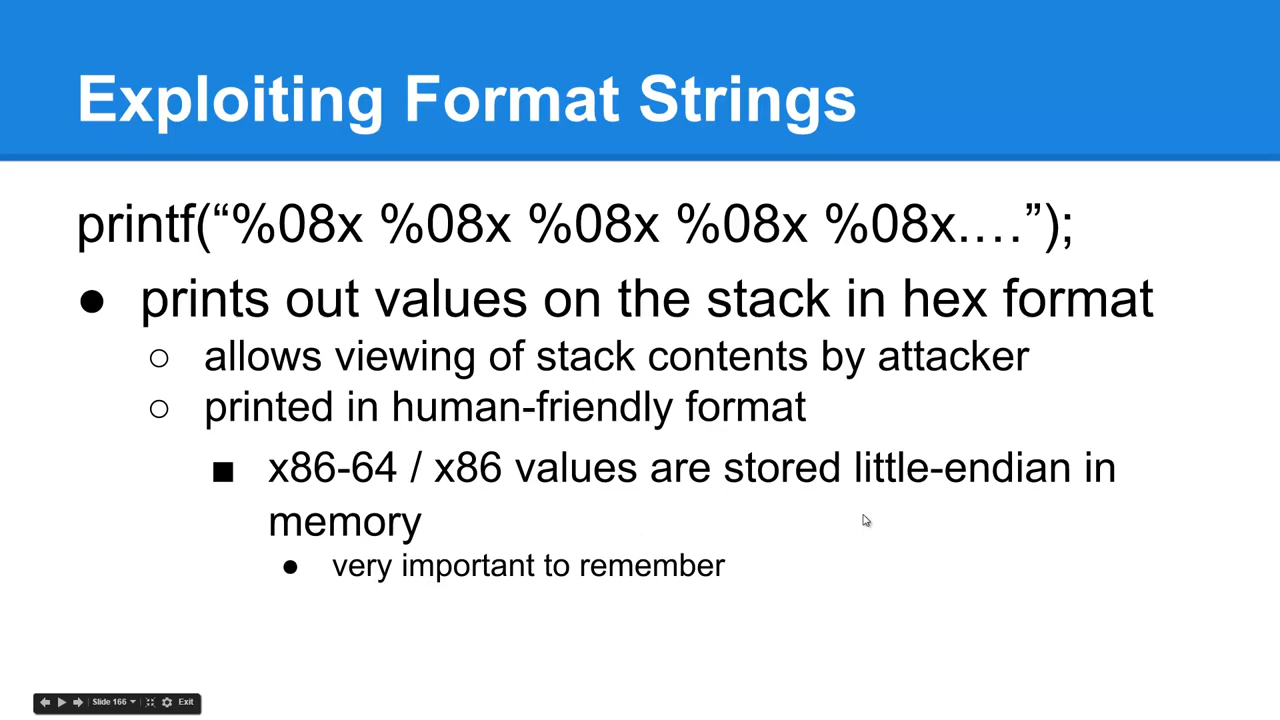 Exploiting Format Strings
printf(“%08x %08x %08x %08x %08x.…”);
● prints out values on the stack in hex format
○ allows viewing of stack contents by attacker
○ printed in human-friendly format
■ x86-64 / x86 values are stored little-endian in
memory
● very important to remember
Slide 166
Exit